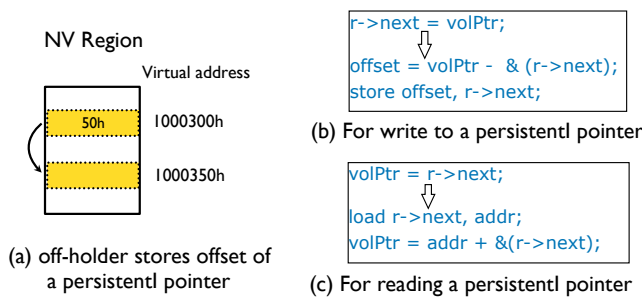 NV Region
Virtual address
50h
1000300h
1000350h
(a) off-holder stores offset of
a persistentl pointer
r->next = volPtr;
offset = volPtr - & (r->next);
store offset, r->next;
(b) For write to a persistentl pointer
volPtr = r->next;
load r->next, addr;
volPtr = addr + &(r->next);
(c) For reading a persistentl pointer